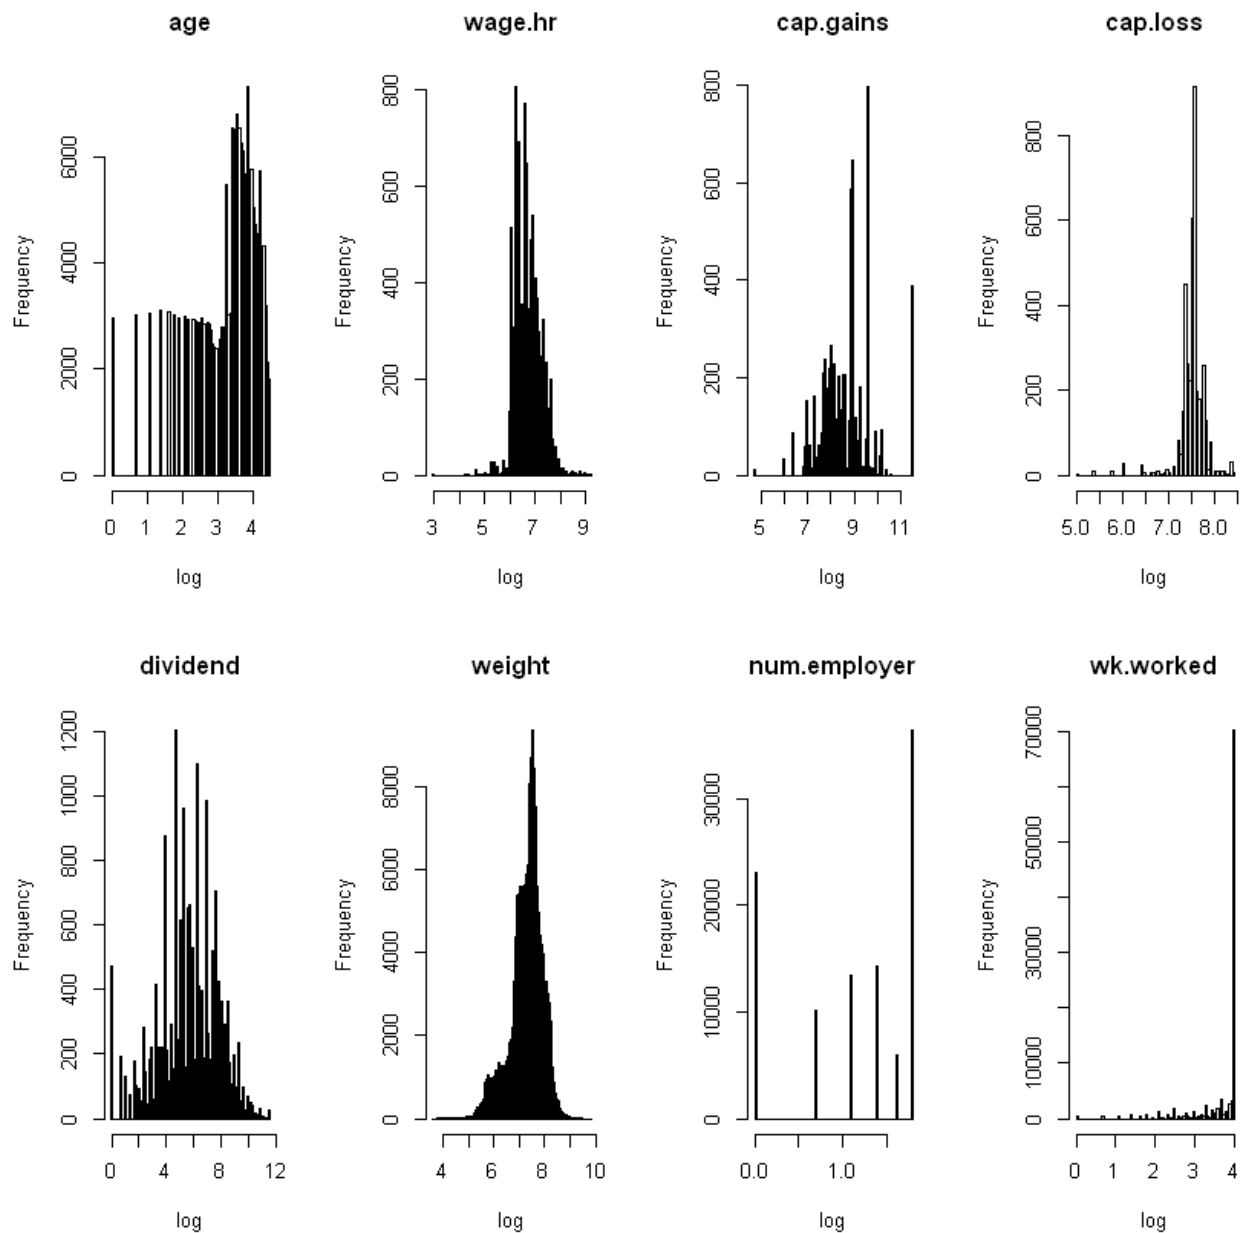 age
wage.hr
cap.gains
cap.loss
Frequency
0 2000 4000 6000
0 1 2 3 4
log
Frequency
0 200 400 600 800
3 5 7 9
log
Frequency
0 200 400 600 800
5 7 9 11
log
Frequency
0 200 400 600 800
5.0 6.0 7.0 8.0
log
dividend
weight
num.employer
wk.worked
Frequency
0 200 400 600 800 1000 1200
0 4 8 12
log
Frequency
0 2000 4000 6000 8000
4 6 8 10
log
Frequency
0 10000 20000 30000
0.0 1.0
log
Frequency
0 10000 30000 50000 70000
0 1 2 3 4
log